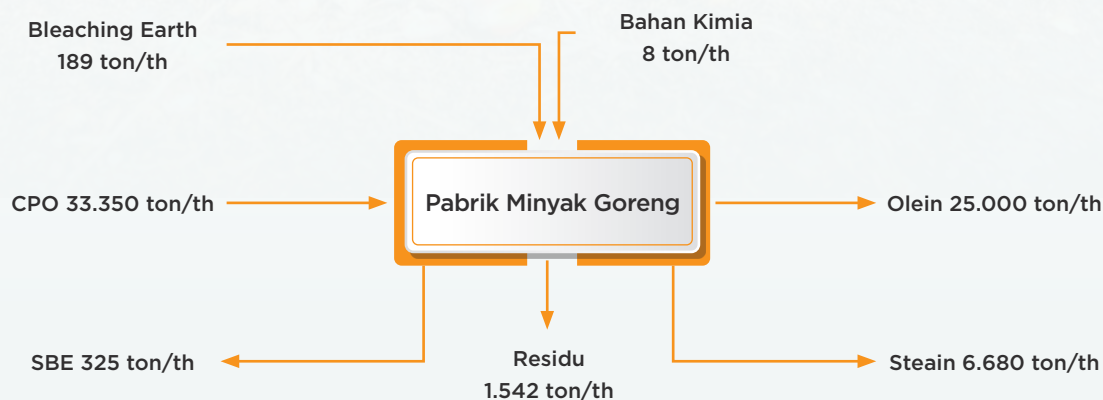 Bleaching Earth
189 ton/th
Bahan Kimia
8 ton/th
CPO 33.350 ton/th
Pabrik Minyak Goreng
Olein 25.000 ton/th
SBE 325 ton/th
Residu
1.542 ton/th
Steain 6.680 ton/th